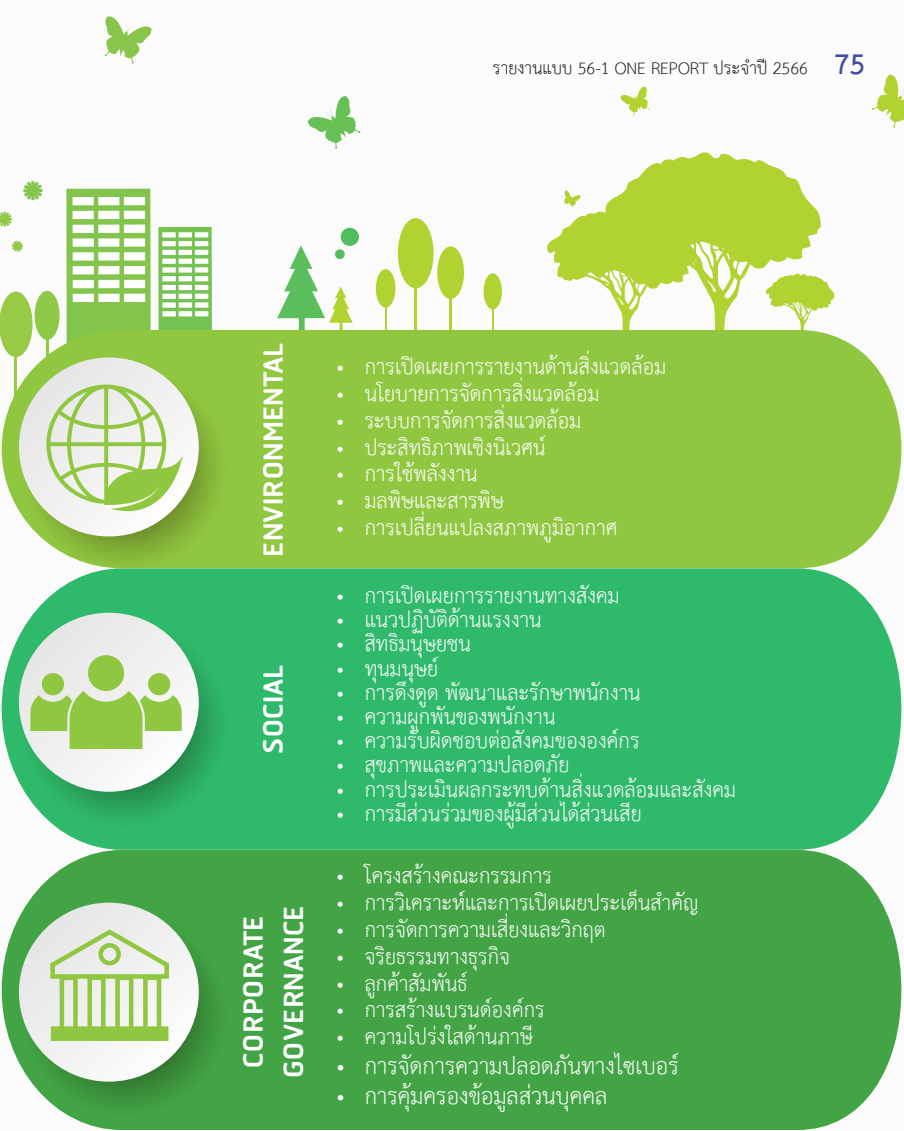 รายงานแบบ 56-1 ONE REPORT ประจำปี 2566 75
ENVIRONMENTAL
• การเปิดเผยการรายงานด้านสิ่งแวดล้อม
• นโยบายการจัดการสิ่งแวดล้อม
• ระบบการจัดการสิ่งแวดล้อม
• ประสิทธิภาพเชิงนิเวศน์
• การใช้พลังงาน
• มลพิษและสารพิษ
• การเปลี่ยนแปลงสภาพภูมิอากาศ
SOCIAL
• การเปิดเผยการรายงานทางสังคม
• แนวปฏิบัติด้านแรงงาน
• สิทธิมนุษยชน
• ทุนมนุษย์
• การดึงดูด พัฒนาและรักษาพนักงาน
• ความผูกพันของพนักงาน
• ความรับผิดชอบต่อสังคมขององค์กร
• สุขภาพและความปลอดภัย
• การประเมินผลกระทบด้านสิ่งแวดล้อมและสังคม
• การมีส่วนร่วมของผู้มีส่วนได้ส่วนเสีย
CORPORATE
GOVERNANCE
• โครงสร้างคณะกรรมการ
• การวิเคราะห์และการเปิดเผยประเด็นสำคัญ
• การจัดการความเสี่ยงและวิกฤต
• จริยธรรมทางธุรกิจ
• ลูกค้าสัมพันธ์
• การสร้างแบรนด์องค์กร
• ความโปร่งใสด้านภาษี
• การจัดการความปลอดภันทางไซเบอร์
• การคุ้มครองข้อมูลส่วนบุคคล